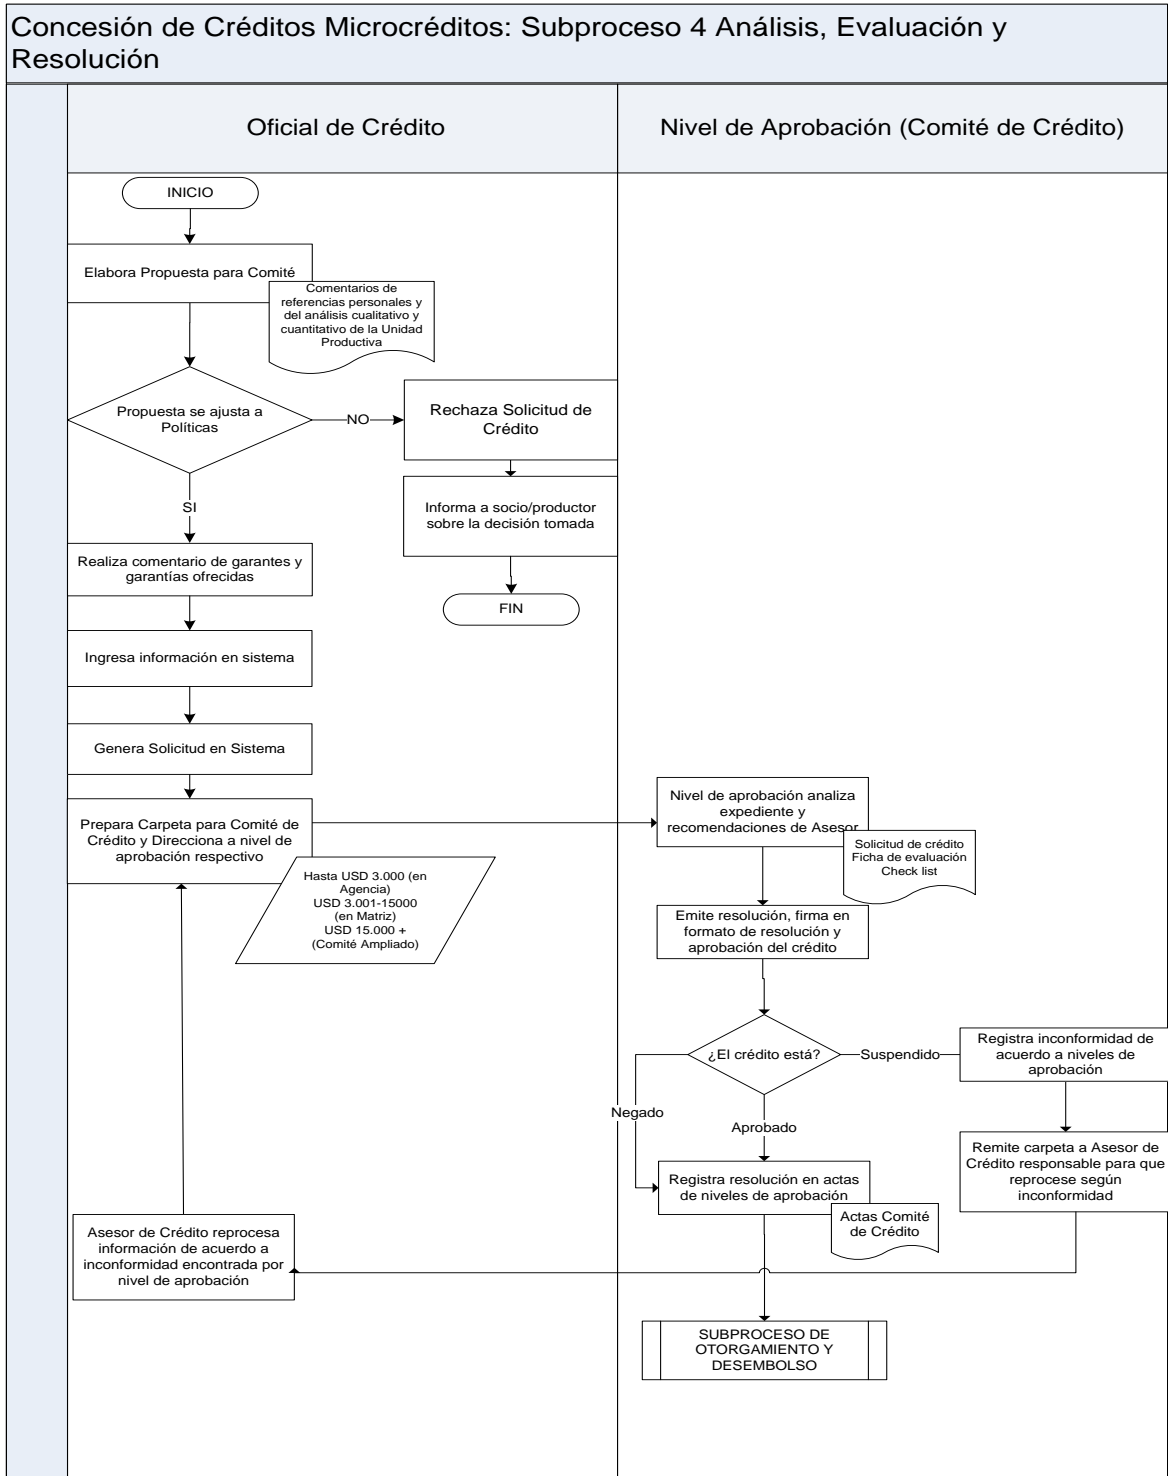 Concesión de Créditos Microcréditos: Subproceso 4 Análisis, Evaluación y
Resolución
Oficial de Crédito
Nivel de Aprobación (Comité de Crédito)
INICIO
Elabora Propuesta para Comité
Comentarios de
referencias personales y
del análisis cualitativo y
cuantitativo de la Unidad
Productiva
Propuesta se ajusta a
Políticas
NO
Rechaza Solicitud de
Crédito
Informa a socio/productor
sobre la decisión tomada
FIN
SI
Realiza comentario de garantes y
garantías ofrecidas
Ingresa información en sistema
Genera Solicitud en Sistema
Prepara Carpeta para Comité de
Crédito y Direcciona a nivel de
aprobación respectivo
Hasta USD 3.000 (en
Agencia)
USD 3.001-15000
(en Matriz)
USD 15.000 +
(Comité Ampliado)
Nivel de aprobación analiza
expediente y
recomendaciones de Asesor
Solicitud de crédito
Ficha de evaluación
Check list
Emite resolución, firma en
formato de resolución y
aprobación del crédito
¿El crédito está?
Suspendido
Registra inconformidad de
acuerdo a niveles de
aprobación
Negado
Aprobado
Remite carpeta a Asesor de
Crédito responsable para que
reprocese según
inconformidad
Registra resolución en actas
de niveles de aprobación
Actas Comité
de Crédito
Asesor de Crédito reprocesa
información de acuerdo a
inconformidad encontrada por
nivel de aprobación
SUBPROCESO DE
OTORGAMIENTO Y
DESEMBOLSO